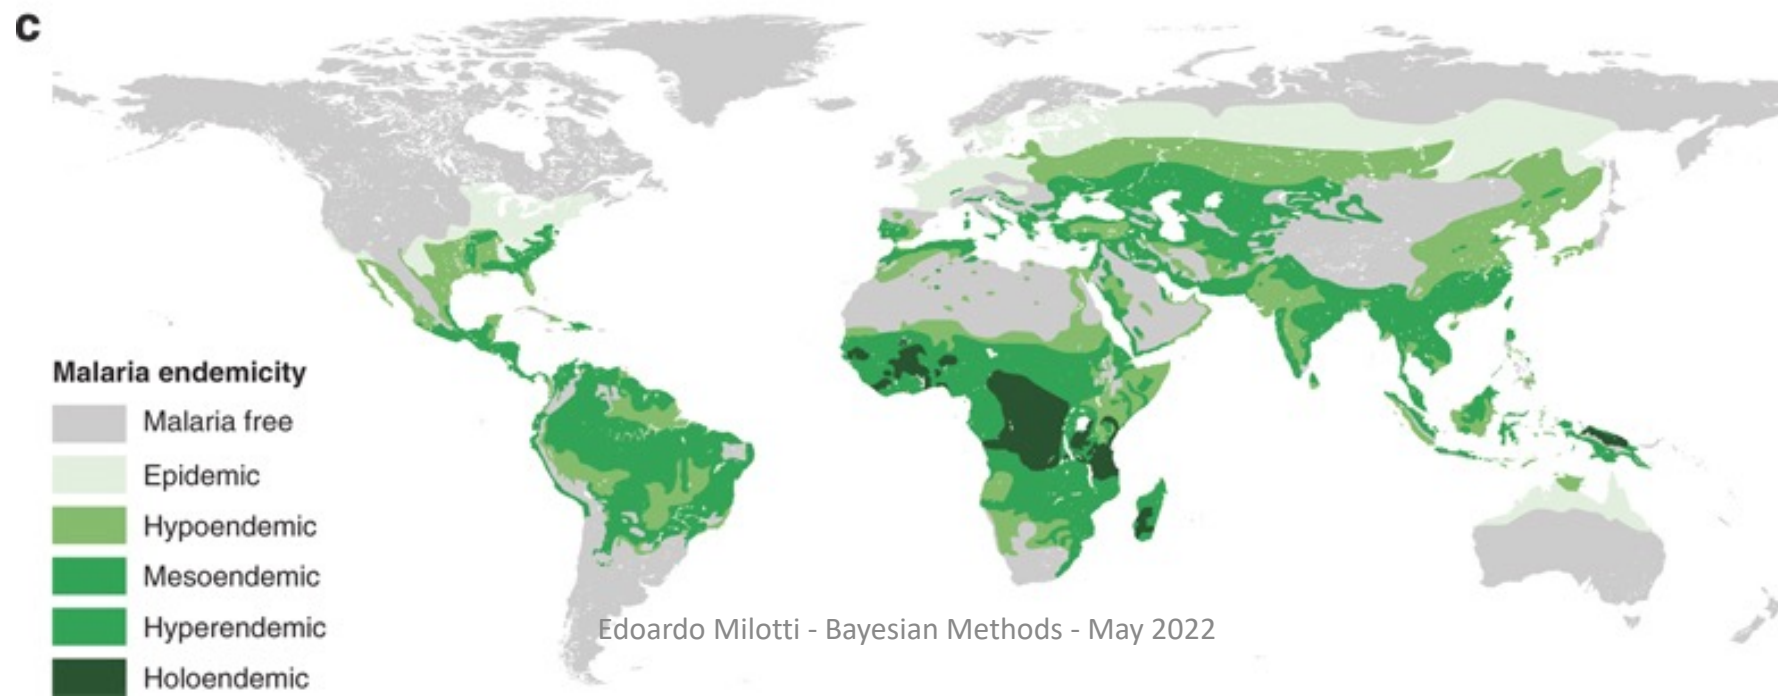 c
Malaria endemicity
Malaria free
Epidemic
Hypoendemic
Mesoendemic
Hyperendemic
Holoendemic
Edoardo Milotti - Bayesian Methods - May 2022